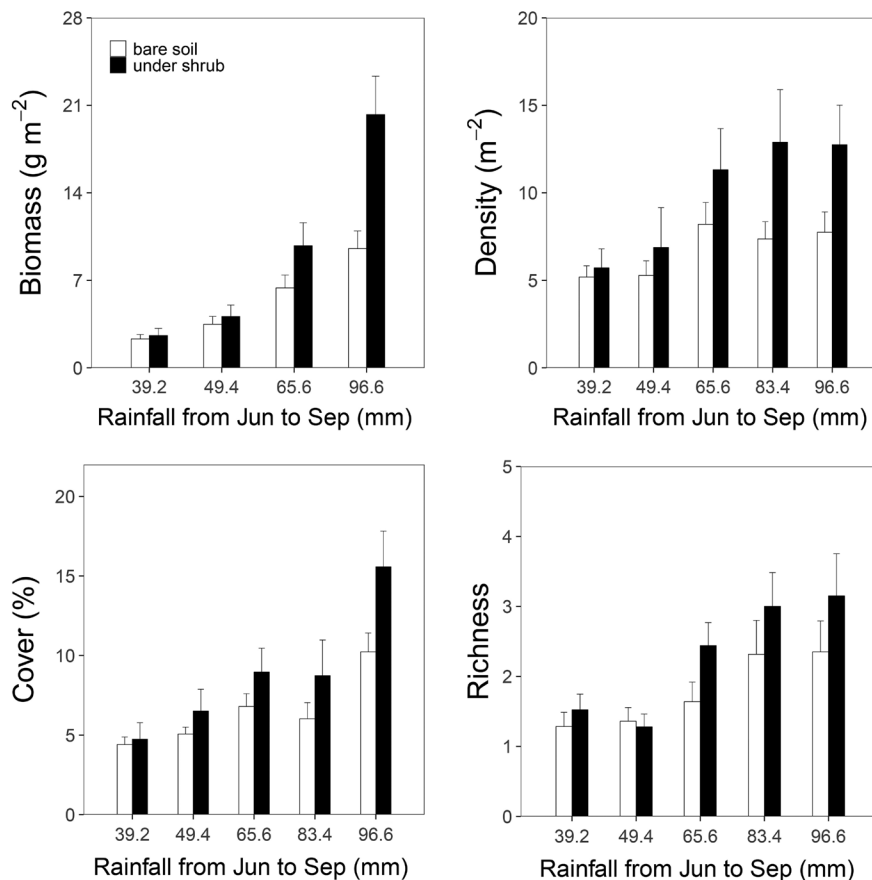 28
21
14
7
0
Biomass (g m⁻²)
bare soil
under shrub
39.2 49.4 65.6 96.6
Rainfall from Jun to Sep (mm)
20
15
10
5
0
Density (m⁻²)
39.2 49.4 65.6 83.4 96.6
Rainfall from Jun to Sep (mm)
20
15
10
5
0
Cover (%)
39.2 49.4 65.6 83.4 96.6
Rainfall from Jun to Sep (mm)
5
4
3
2
1
0
Richness
39.2 49.4 65.6 83.4 96.6
Rainfall from Jun to Sep (mm)